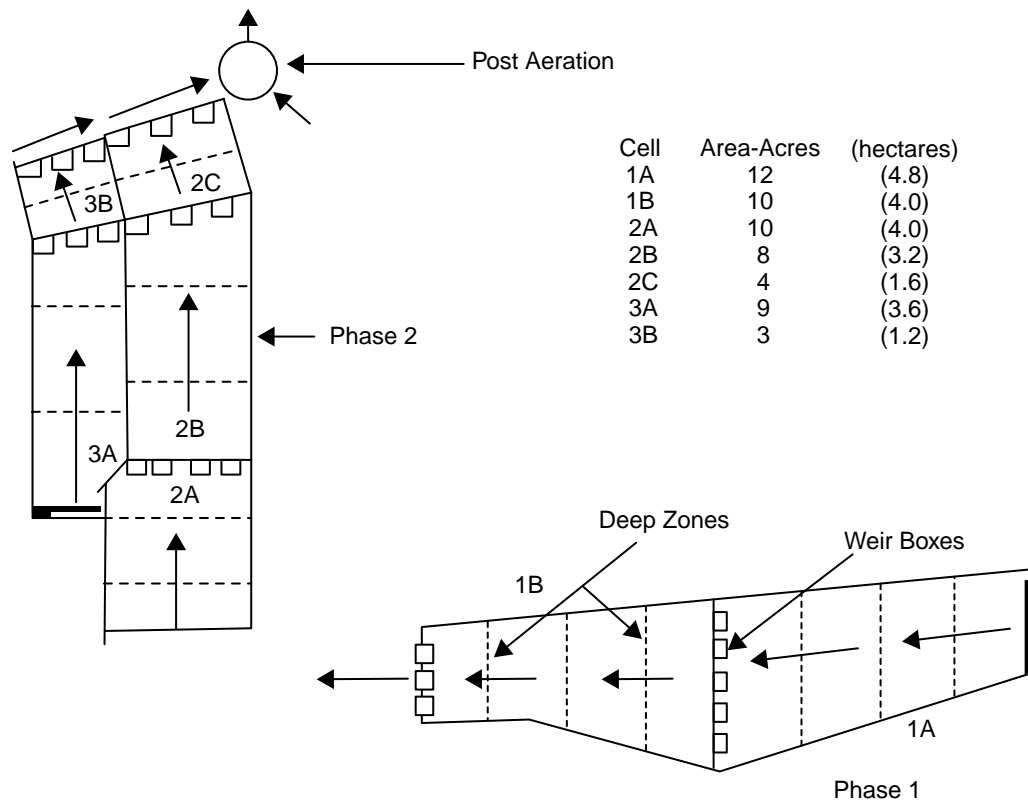 Post Aeration
Cell Area-Acres (hectares)
1A 12 (4.8)
1B 10 (4.0)
2A 10 (4.0)
2B 8 (3.2)
2C 4 (1.6)
3A 9 (3.6)
3B 3 (1.2)
2C
3B
Phase 2
2B
3A
2A
Deep Zones
Weir Boxes
1B
1A
Phase 1